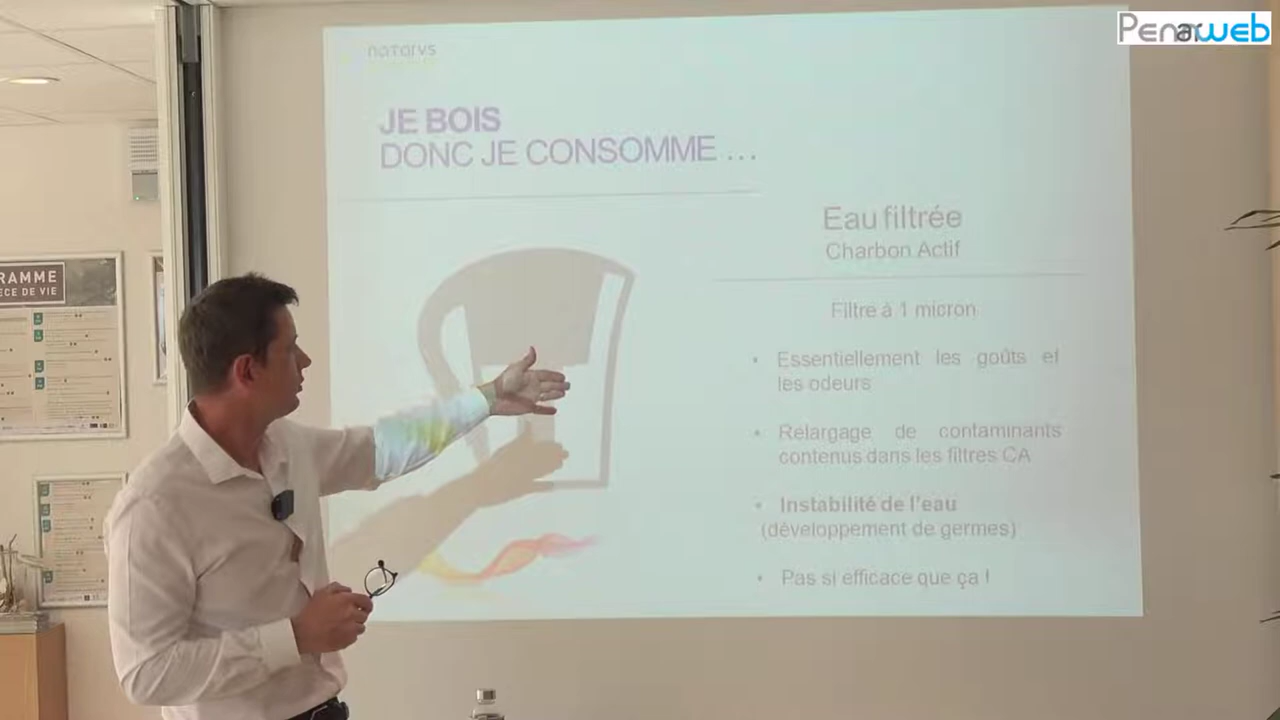 Penarweb
natarys
JE BOIS
DONC JE CONSOMME ...
Eau filtrée
Charbon Actif
Filtre à 1 micron
• Essentiellement les goûts et
les odeurs
• Relargage de contaminants
contenus dans les filtres CA
• Instabilité de l'eau
(développement de germes)
• Pas si efficace que ça !
RAMME
ECE DE VIE